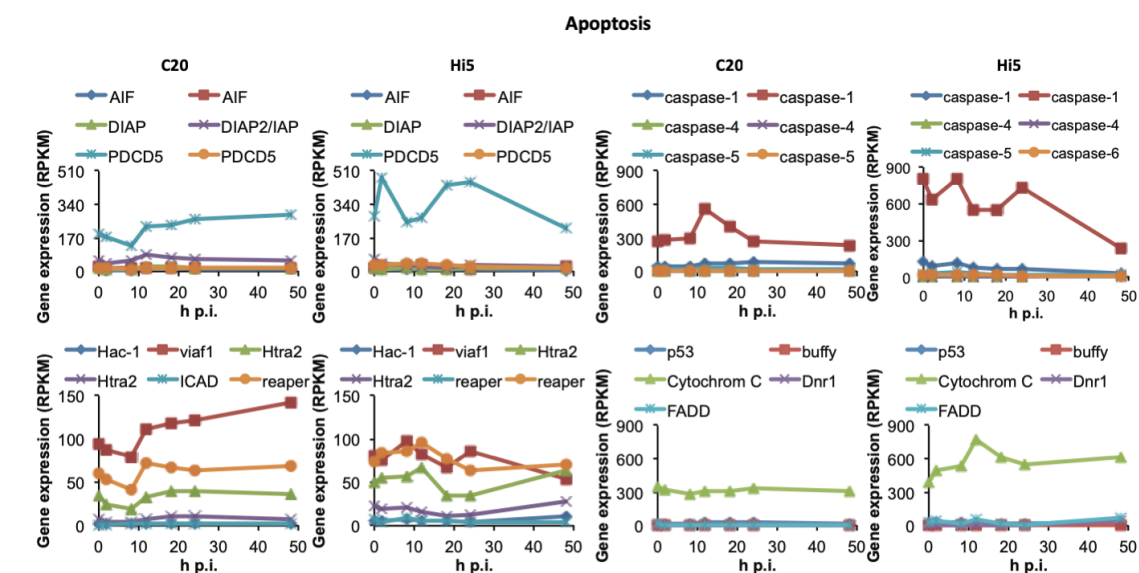 Apoptosis
C20
Hi5
C20
Hi5
AIF AIF
DIAP DIAP2/IAP
PDCD5 PDCD5
Gene expression (RPKM)
510
340
170
0
0 10 20 30 40 50
h p.i.
AIF AIF
DIAP DIAP2/IAP
PDCD5 PDCD5
Gene expression (RPKM)
510
340
170
0
0 10 20 30 40 50
h p.i.
caspase-1 caspase-1
caspase-4 caspase-4
caspase-5 caspase-5
Gene expression (RPKM)
900
600
300
0
0 10 20 30 40 50
h p.i.
caspase-1 caspase-1
caspase-4 caspase-4
caspase-5 caspase-6
Gene expression (RPKM)
900
600
300
0
0 10 20 30 40 50
h p.i.
Hac-1 viaf1 Htra2
Htra2 ICAD reaper
Gene expression (RPKM)
150
100
50
0
0 10 20 30 40 50
h p.i.
Hac-1 viaf1 Htra2
Htra2 reaper reaper
Gene expression (RPKM)
150
100
50
0
0 10 20 30 40 50
h p.i.
p53 buffy
Cytochrom C Dnr1
FADD
Gene expression (RPKM)
900
600
300
0
0 10 20 30 40 50
h p.i.
p53 buffy
Cytochrom C Dnr1
FADD
Gene expression (RPKM)
900
600
300
0
0 10 20 30 40 50
h p.i.